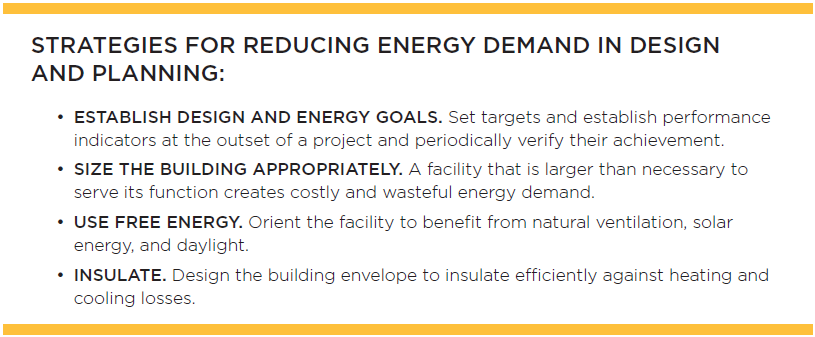 STRATEGIES FOR REDUCING ENERGY DEMAND IN DESIGN
AND PLANNING:
• ESTABLISH DESIGN AND ENERGY GOALS. Set targets and establish performance
indicators at the outset of a project and periodically verify their achievement.
• SIZE THE BUILDING APPROPRIATELY. A facility that is larger than necessary to
serve its function creates costly and wasteful energy demand.
• USE FREE ENERGY. Orient the facility to benefit from natural ventilation, solar
energy, and daylight.
• INSULATE. Design the building envelope to insulate efficiently against heating and
cooling losses.